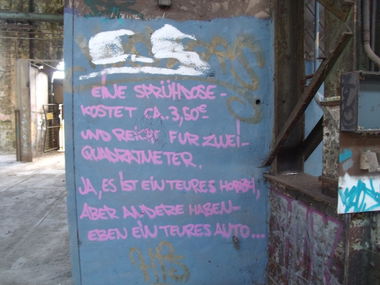 EINE SPRÜHDOSE-
KOSTET CA. 3,50€
UND REICHT FÜR ZWEI-
QUADRATMETER.
JA, ES IST EIN TEURES HOBBY,
ABER ANDERE HABEN-
EBEN EIN TEURES AUTO...